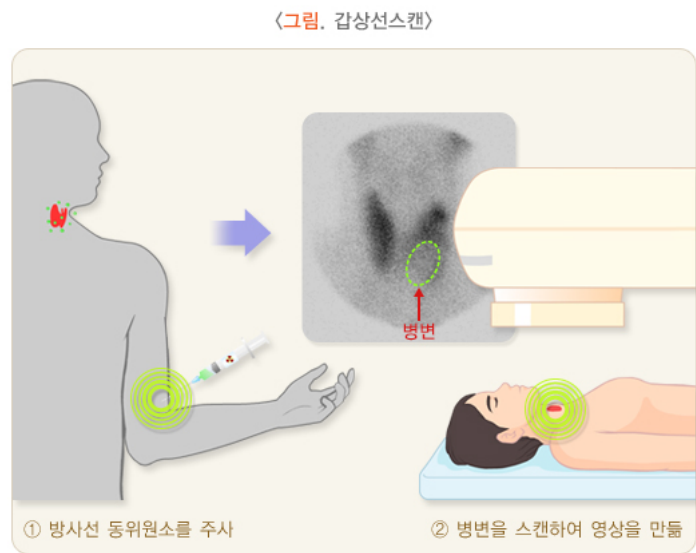 <그림. 갑상선스캔>
병변
① 방사선 동위원소를 주사
② 병변을 스캔하여 영상을 만듦